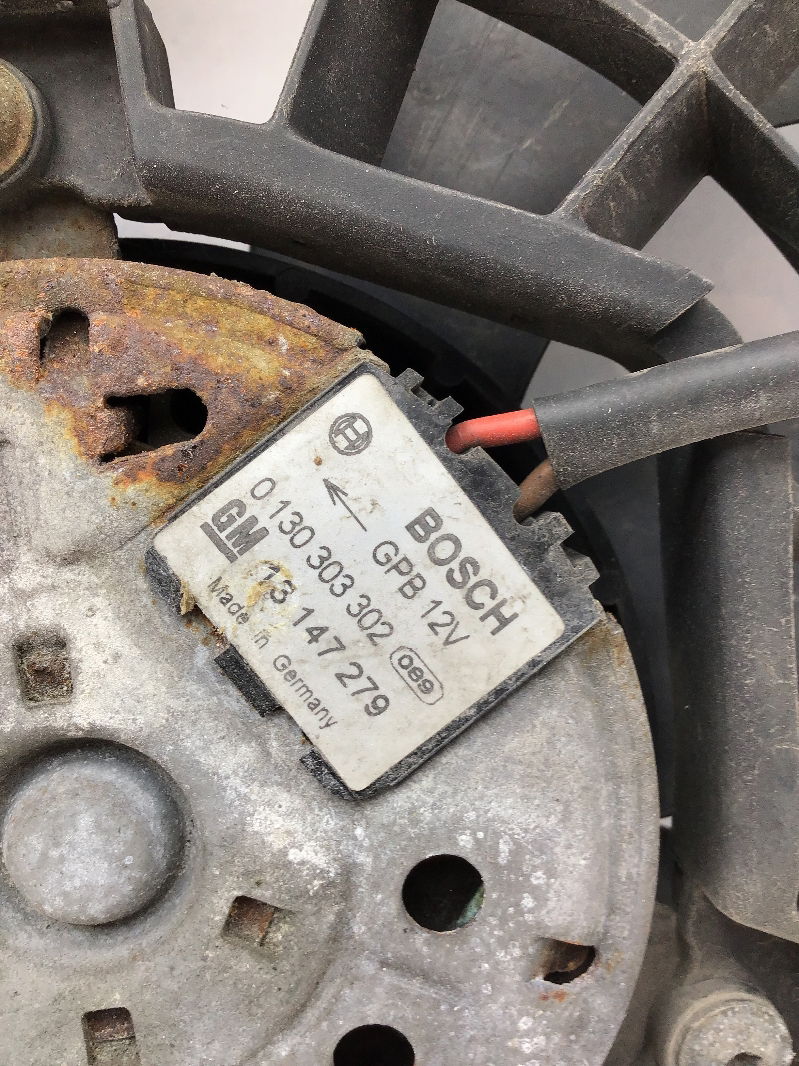 BOSCH
GPB 12V
0 130 303 302 089
GM 13 147 279
Made in Germany